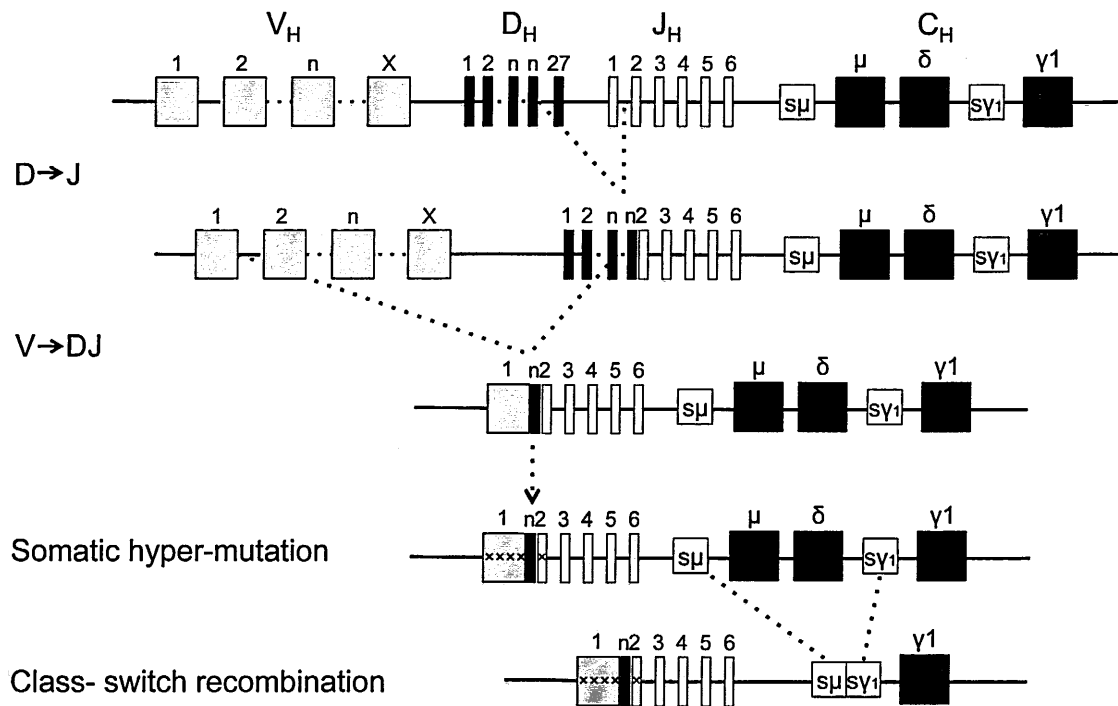 V_H D_H J_H C_H
1 2 n X 1 2 n n 27 1 2 3 4 5 6 μ δ γ1
sμ sγ1
D→J
1 2 n X 1 2 n n2 3 4 5 6 μ δ γ1
sμ sγ1
V→DJ
1 n2 3 4 5 6 μ δ γ1
sμ sγ1
1 n2 3 4 5 6 μ δ γ1
Somatic hyper-mutation ×××× × sμ sγ1
1 n2 3 4 5 6 γ1
Class- switch recombination ×××× × sμ sγ1